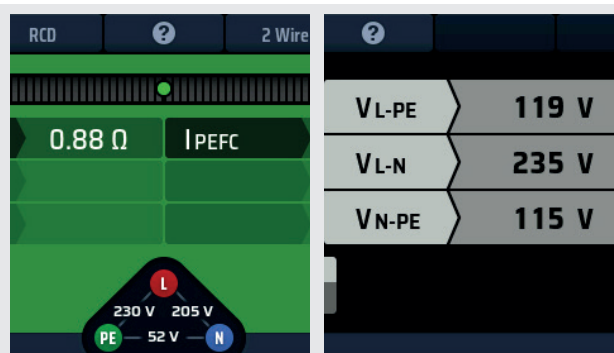 RCD
?
2 Wire
0.88 Ω
IPEFC
L
230 V
205 V
PE
52 V
N
?
VL-PE
119 V
VL-N
235 V
VN-PE
115 V